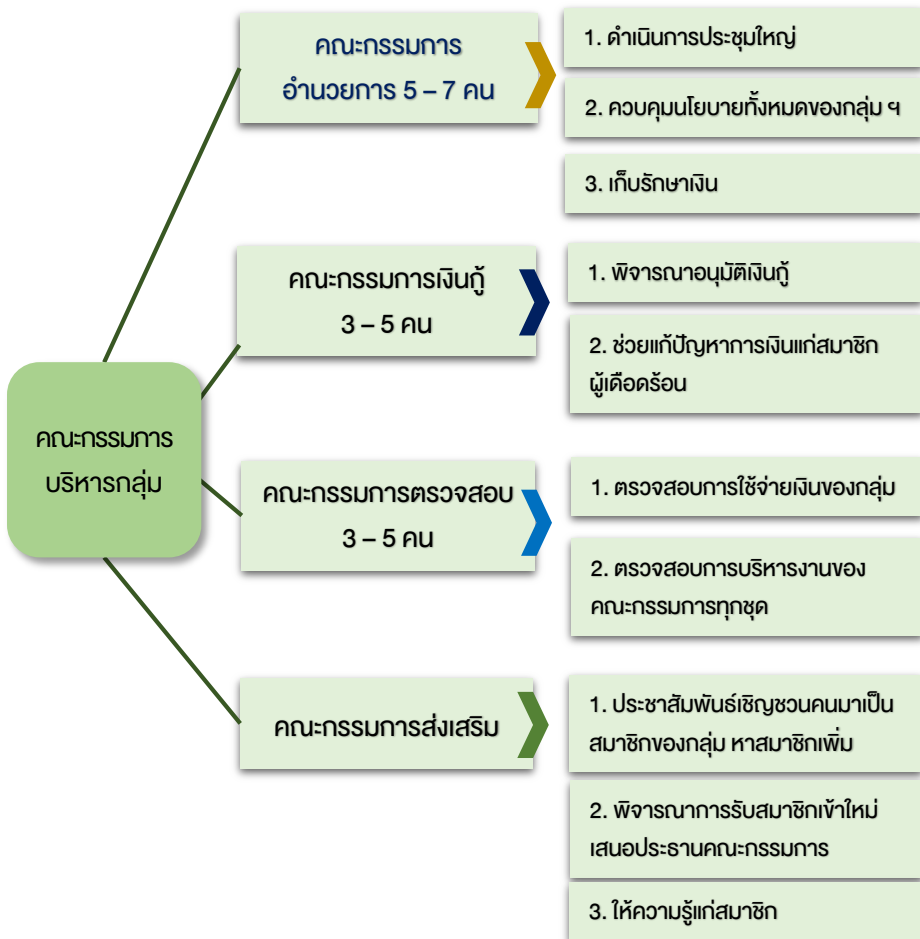 คณะกรรมการ
อำนวยการ 5 – 7 คน
1. ดำเนินการประชุมใหญ่
2. ควบคุมนโยบายทั้งหมดของกลุ่ม ฯ
3. เก็บรักษาเงิน
คณะกรรมการเงินกู้
3 – 5 คน
1. พิจารณาอนุมัติเงินกู้
2. ช่วยแก้ปัญหาการเงินแก่สมาชิก
ผู้เดือดร้อน
คณะกรรมการ
บริหารกลุ่ม
คณะกรรมการตรวจสอบ
3 – 5 คน
1. ตรวจสอบการใช้จ่ายเงินของกลุ่ม
2. ตรวจสอบการบริหารงานของ
คณะกรรมการทุกชุด
คณะกรรมการส่งเสริม
1. ประชาสัมพันธ์เชิญชวนคนมาเป็น
สมาชิกของกลุ่ม หาสมาชิกเพิ่ม
2. พิจารณาการรับสมาชิกเข้าใหม่
เสนอประธานคณะกรรมการ
3. ให้ความรู้แก่สมาชิก